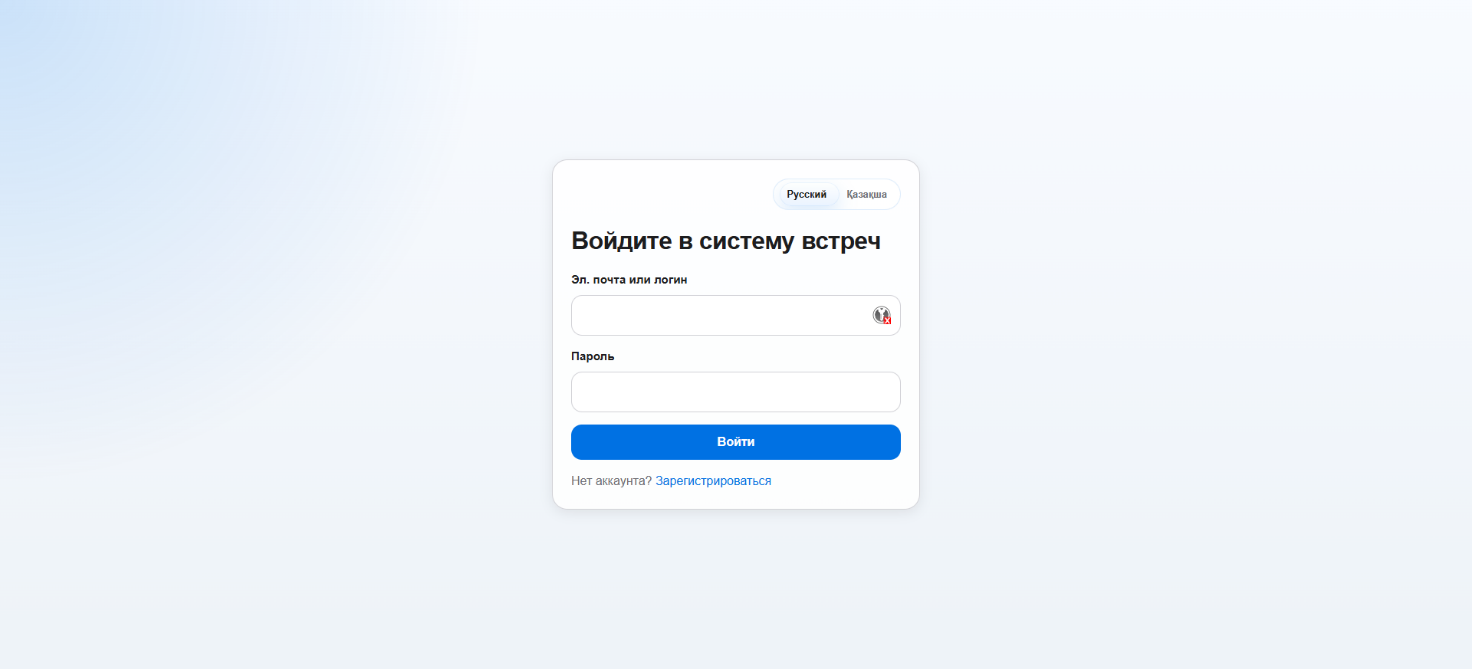 Русский Қазақша
Войдите в систему встреч
Эл. почта или логин
Пароль
Войти
Нет аккаунта? Зарегистрироваться